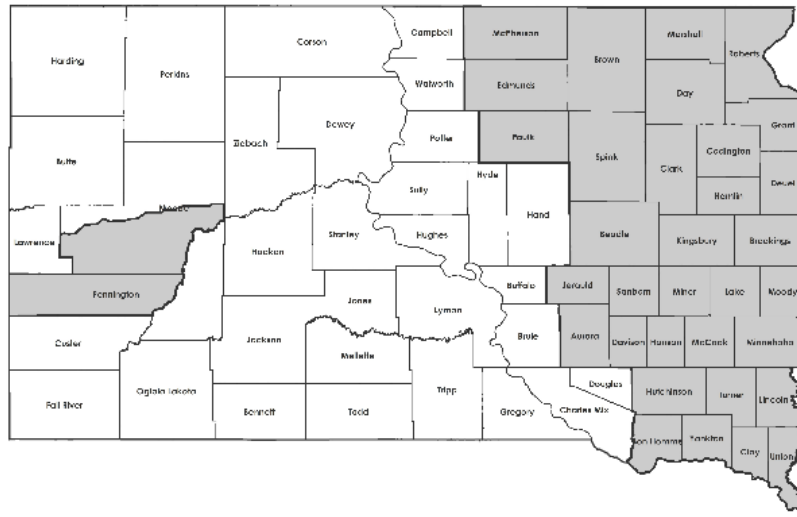 Harding
Perkins
Corson
Campbell
McPherson
Brown
Marshall
Roberts
Walworth
Edmunds
Day
Butte
Ziebach
Dewey
Potter
Faulk
Spink
Clark
Codington
Grant
Hamlin
Deuel
Meade
Sully
Hyde
Hand
Lawrence
Haakon
Stanley
Hughes
Beadle
Kingsbury
Brookings
Pennington
Jones
Lyman
Buffalo
Jerauld
Sanborn
Miner
Lake
Moody
Custer
Jackson
Mellette
Brule
Aurora
Davison
Hanson
McCook
Minnehaha
Fall River
Oglala Lakota
Bennett
Todd
Tripp
Gregory
Charles Mix
Douglas
Hutchinson
Turner
Lincoln
Bon Homme
Yankton
Clay
Union